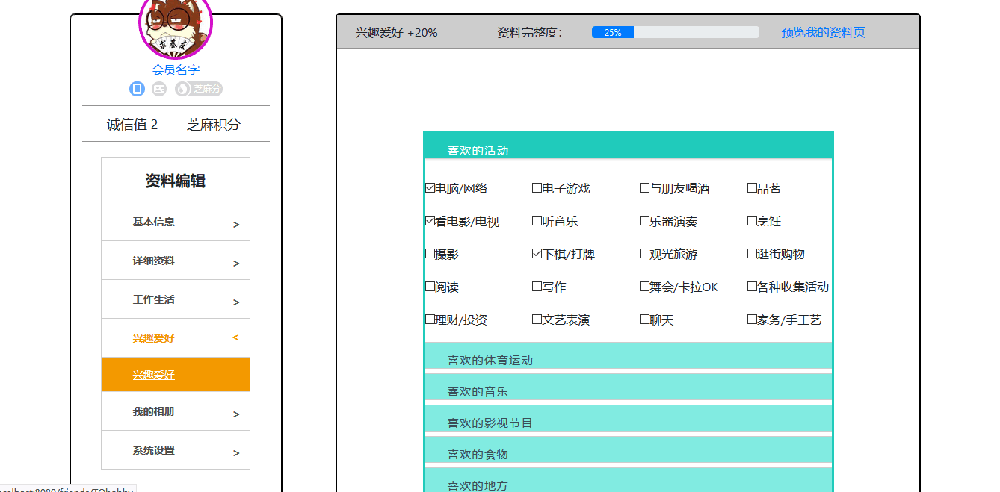 求基友
会员名字
芝麻分
诚信值 2 芝麻积分 --
资料编辑
基本信息 >
详细资料 >
工作生活 >
兴趣爱好 <
兴趣爱好
我的相册 >
系统设置 >
兴趣爱好 +20% 资料完整度： 25% 预览我的资料页
喜欢的活动
电脑/网络 电子游戏 与朋友喝酒 品茗
看电影/电视 听音乐 乐器演奏 烹饪
摄影 下棋/打牌 观光旅游 逛街购物
阅读 写作 舞会/卡拉OK 各种收集活动
理财/投资 文艺表演 聊天 家务/手工艺
喜欢的体育运动
喜欢的音乐
喜欢的影视节目
喜欢的食物
喜欢的地方